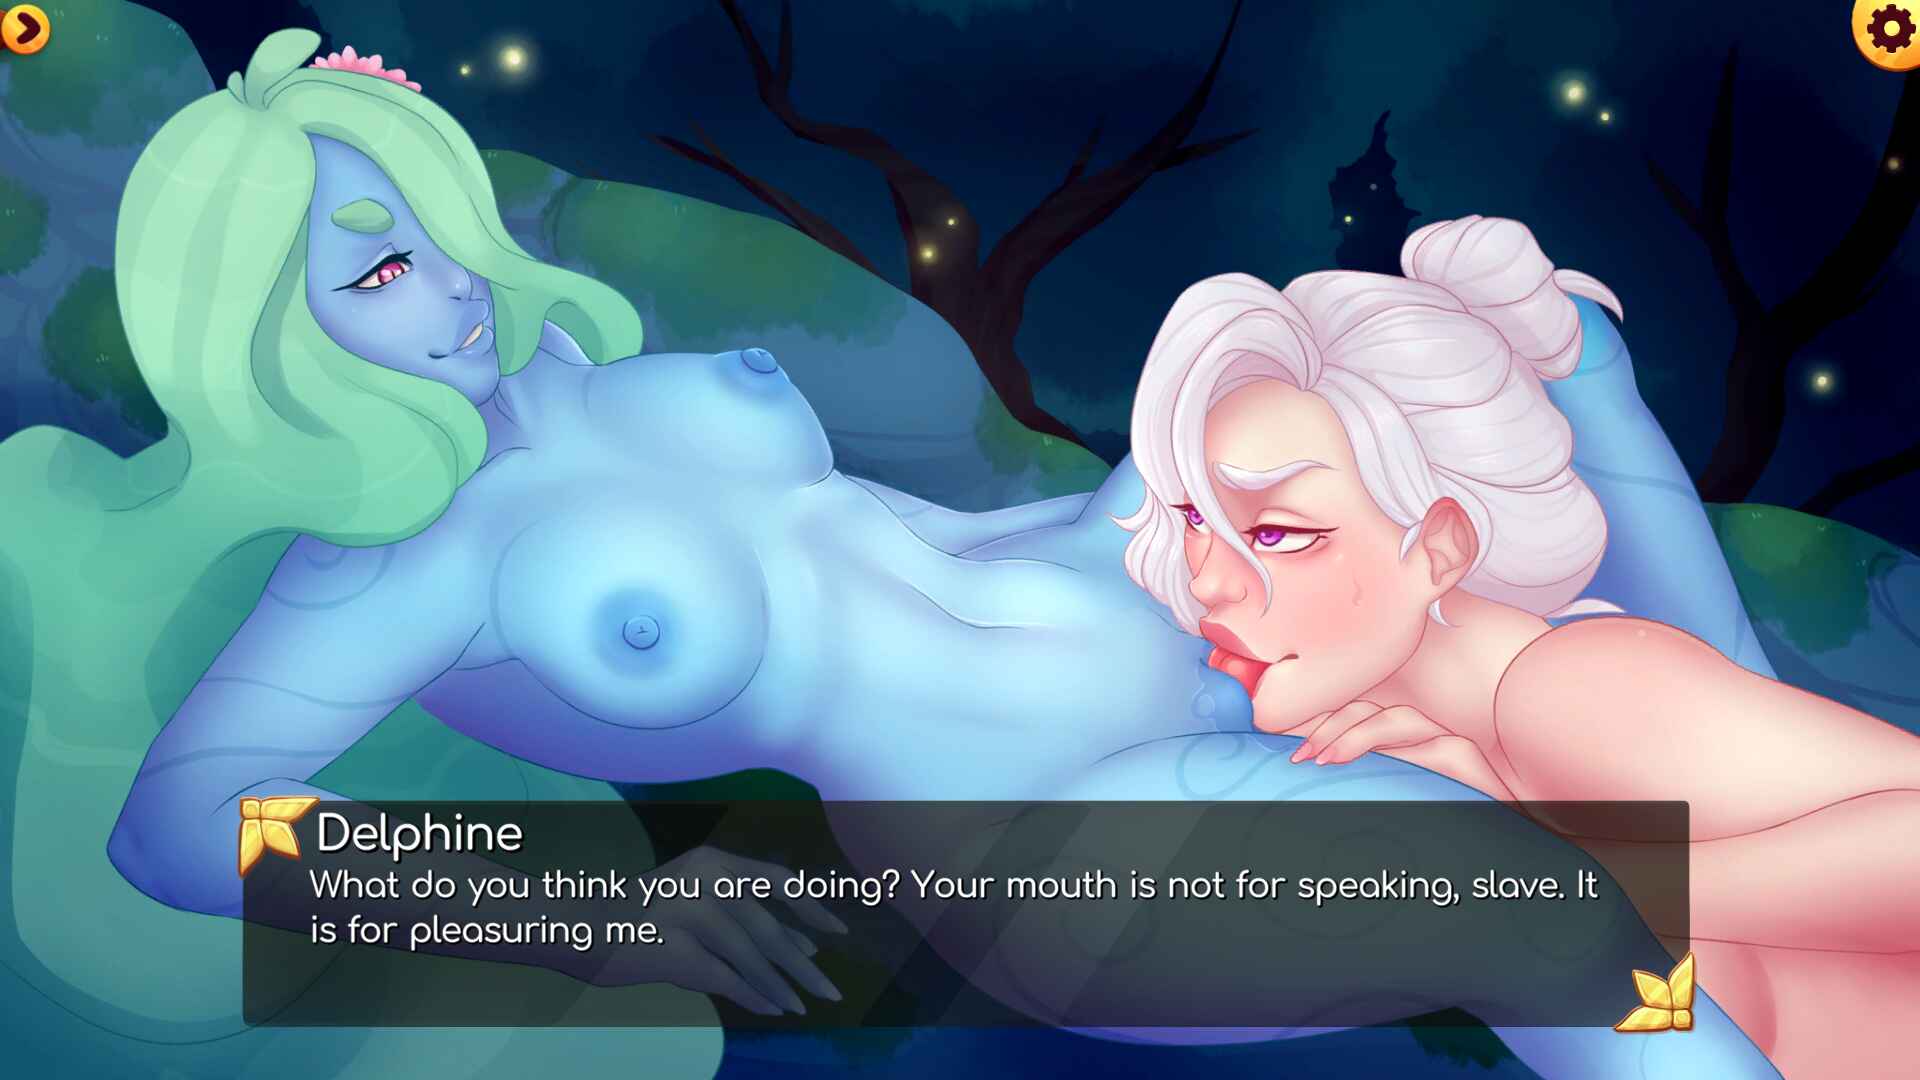 Delphine
What do you think you are doing? Your mouth is not for speaking, slave. It
is for pleasuring me.